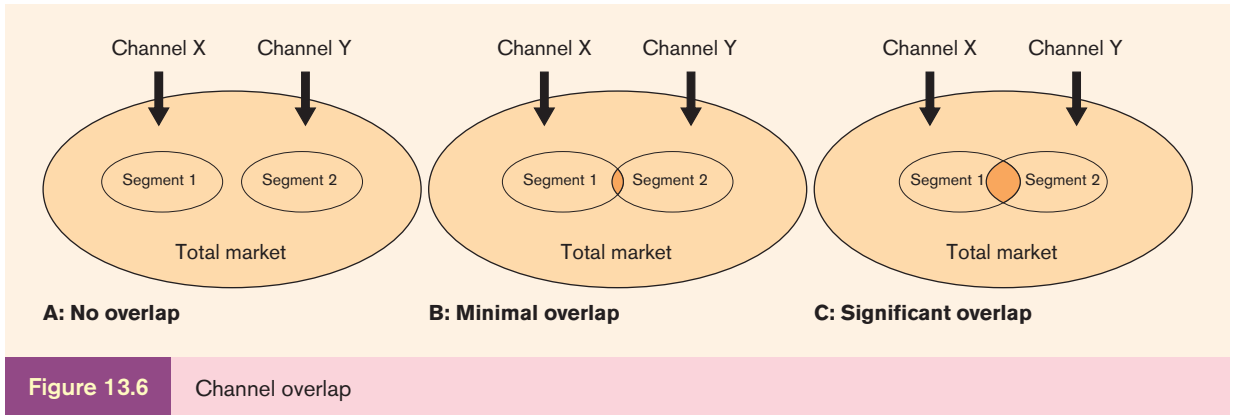 Channel X Channel Y
Segment 1 Segment 2
Total market
A: No overlap
Channel X Channel Y
Segment 1 Segment 2
Total market
B: Minimal overlap
Channel X Channel Y
Segment 1 Segment 2
Total market
C: Significant overlap
Figure 13.6 Channel overlap